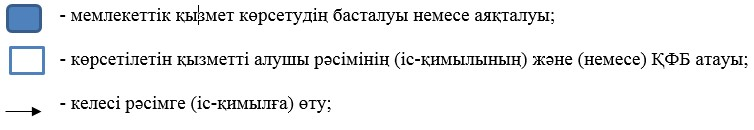 - мемлекеттік қызмет көрсетудің басталуы немесе аяқталуы;
- көрсетілетін қызметті алушы рәсімінің (іс-қимылының) және (немесе) ҚФБ атауы;
- келесі рәсімге (іс-қимылға) өту;